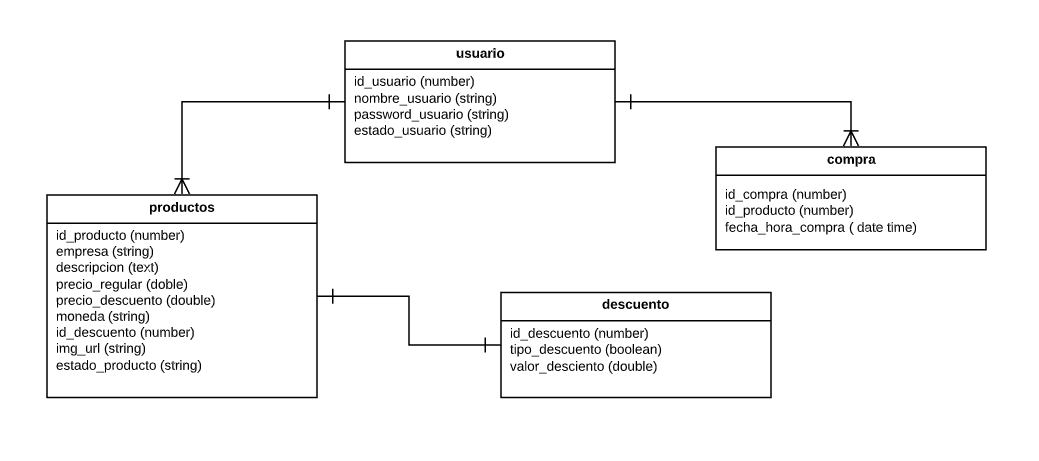 usuario
id_usuario (number)
nombre_usuario (string)
password_usuario (string)
estado_usuario (string)
compra
id_compra (number)
id_producto (number)
fecha_hora_compra ( date time)
productos
id_producto (number)
empresa (string)
descripcion (text)
precio_regular (doble)
precio_descuento (double)
moneda (string)
id_descuento (number)
img_url (string)
estado_producto (string)
descuento
id_descuento (number)
tipo_descuento (boolean)
valor_desciento (double)